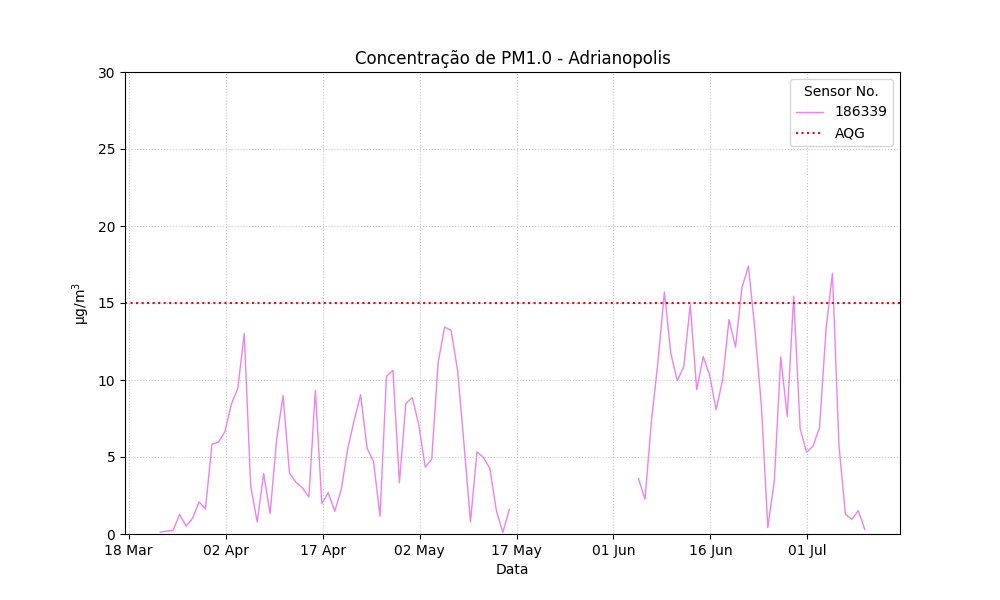 Concentração de PM1.0 - Adrianopolis
30
25
20
15
10
5
0
µg/m³
Sensor No.
186339
AQG
18 Mar
02 Apr
17 Apr
02 May
17 May
01 Jun
16 Jun
01 Jul
Data